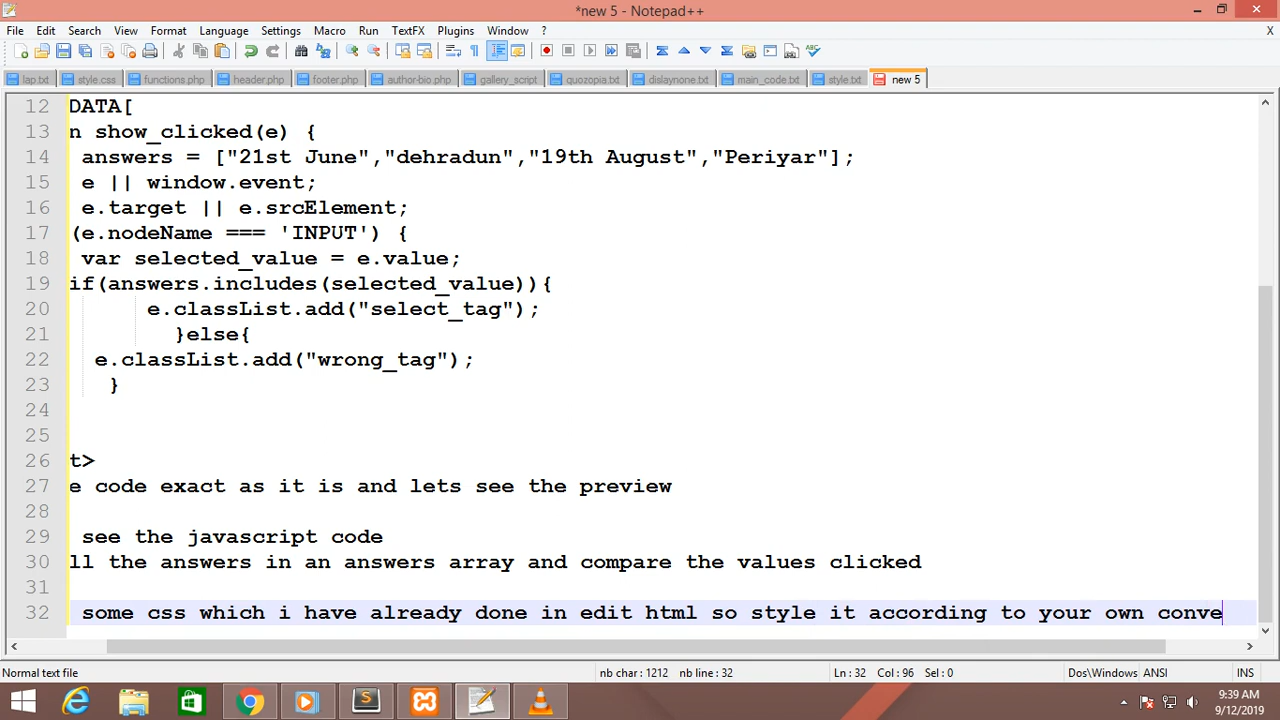 *new 5 - Notepad++
File Edit Search View Format Language Settings Macro Run TextFX Plugins Window ? X
lap.txt style.css functions.php header.php footer.php author-bio.php gallery_script quozopia.txt dislaynone.txt main_code.txt style.txt new 5
12 DATA[
13 n show_clicked(e) {
14 answers = ["21st June","dehradun","19th August","Periyar"];
15 e || window.event;
16 e.target || e.srcElement;
17 (e.nodeName === 'INPUT') {
18 var selected_value = e.value;
19 if(answers.includes(selected_value)){
20 e.classList.add("select_tag");
21 }else{
22 e.classList.add("wrong_tag");
23 }
24
25
26 t>
27 e code exact as it is and lets see the preview
28
29 see the javascript code
30 ll the answers in an answers array and compare the values clicked
31
32 some css which i have already done in edit html so style it according to your own conve
Normal text file nb char : 1212 nb line : 32 Ln : 32 Col : 96 Sel : 0 Dos\Windows ANSI INS
9:39 AM
9/12/2019